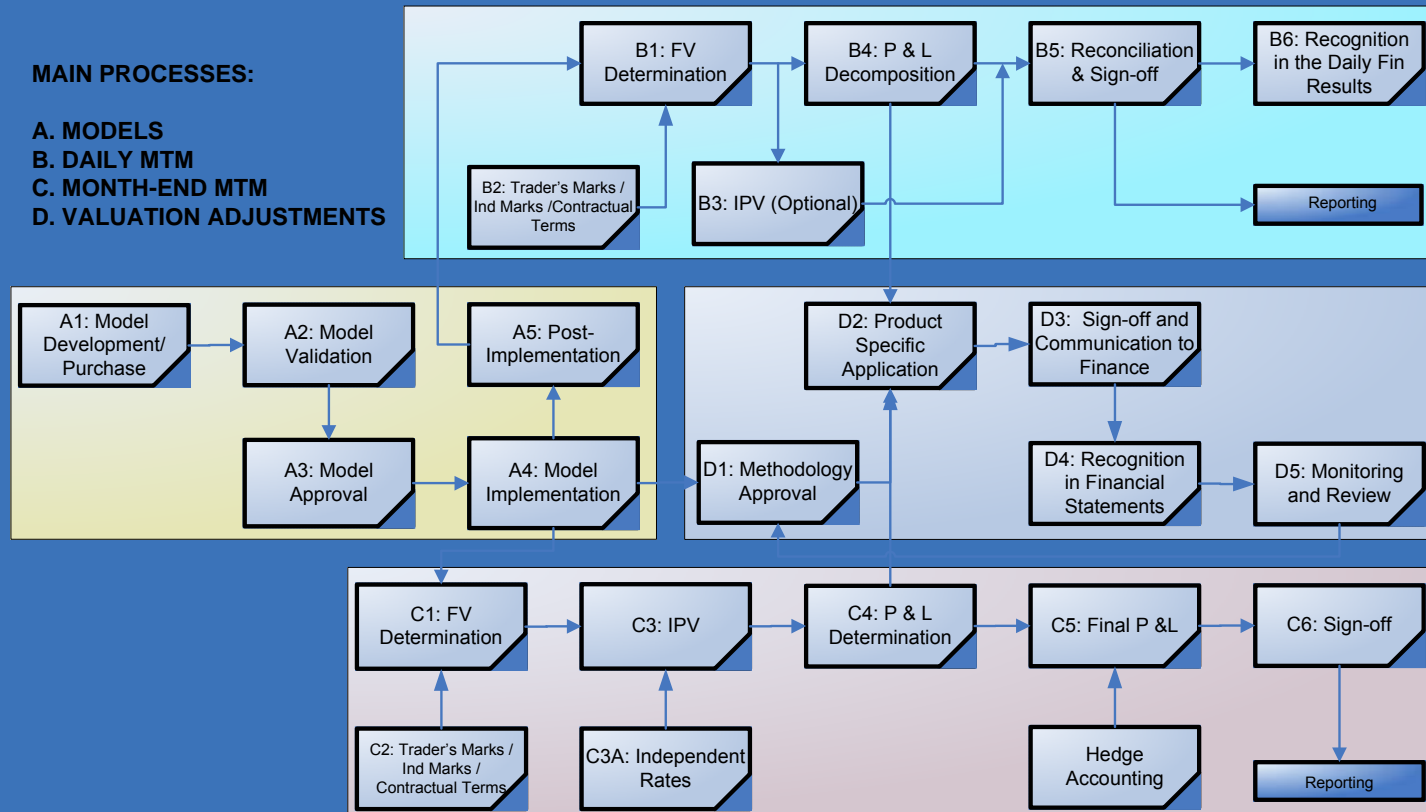 MAIN PROCESSES:
A. MODELS
B. DAILY MTM
C. MONTH-END MTM
D. VALUATION ADJUSTMENTS
B1: FV
Determination
B4: P & L
Decomposition
B5: Reconciliation
& Sign-off
B6: Recognition
in the Daily Fin
Results
B2: Trader's Marks /
Ind Marks /Contractual
Terms
B3: IPV (Optional)
Reporting
A1: Model
Development/
Purchase
A2: Model
Validation
A5: Post-
Implementation
A3: Model
Approval
A4: Model
Implementation
D2: Product
Specific
Application
D3: Sign-off and
Communication to
Finance
D1: Methodology
Approval
D4: Recognition
in Financial
Statements
D5: Monitoring
and Review
C1: FV
Determination
C3: IPV
C4: P & L
Determination
C5: Final P &L
C6: Sign-off
C2: Trader's Marks /
Ind Marks /
Contractual Terms
C3A: Independent
Rates
Hedge
Accounting
Reporting